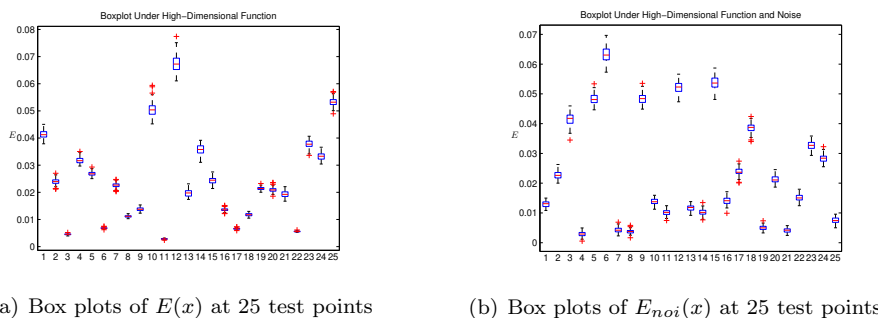 Boxplot Under High-Dimensional Function
0.08
0.07
0.06
0.05
0.04
0.03
0.02
0.01
0
E
1 2 3 4 5 6 7 8 9 10 11 12 13 14 15 16 17 18 19 20 21 22 23 24 25
a) Box plots of E(x) at 25 test points
Boxplot Under High-Dimensional Function and Noise
0.07
0.06
0.05
0.04
0.03
0.02
0.01
0
E
1 2 3 4 5 6 7 8 9 10 11 12 13 14 15 16 17 18 19 20 21 22 23 24 25
(b) Box plots of E_{noi}(x) at 25 test points